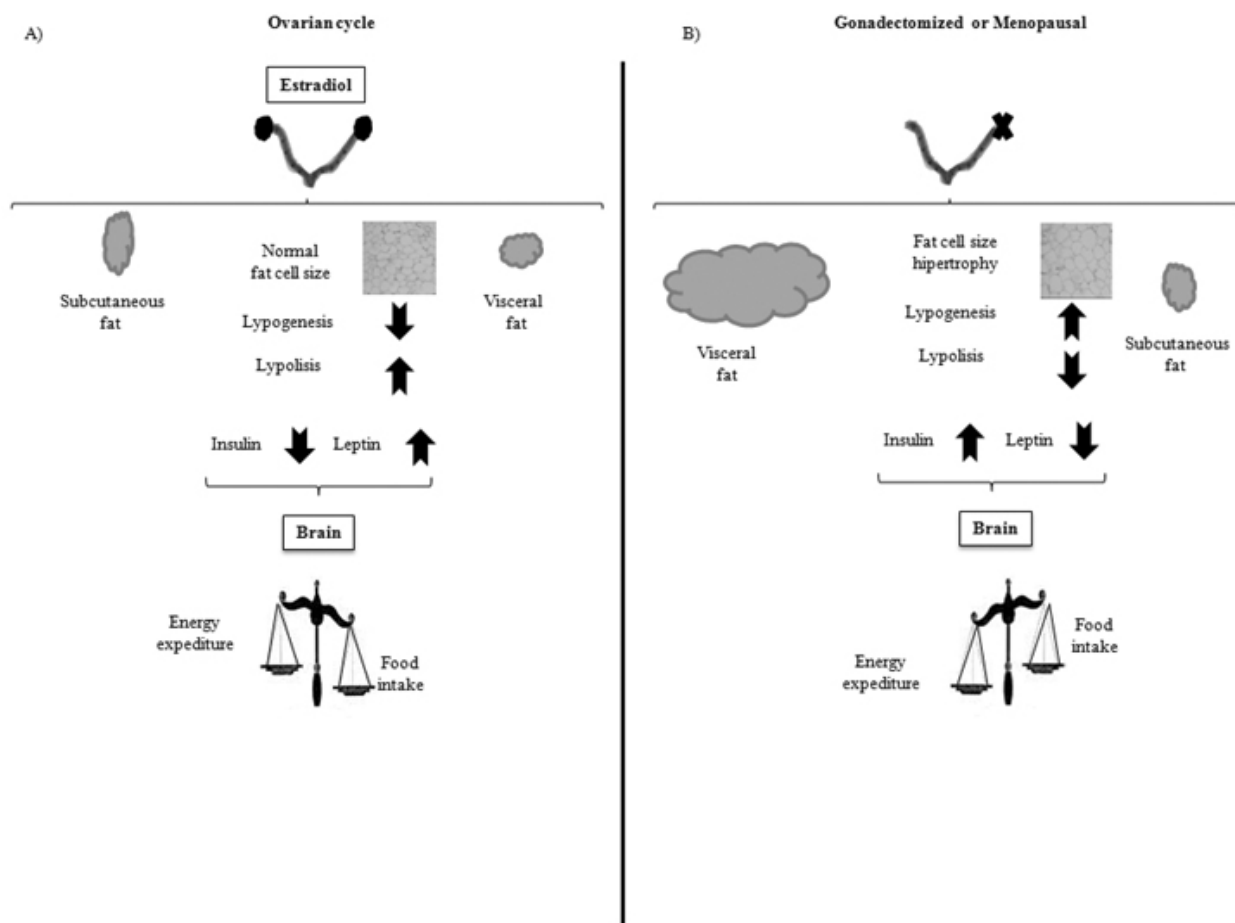 A)
Ovarian cycle
Estradiol
Subcutaneous
fat
Normal
fat cell size
Visceral
fat
Lypogenesis
Lypolisis
Insulin
Leptin
Brain
Energy
expediture
Food
intake
B)
Gonadectomized or Menopausal
Visceral
fat
Fat cell size
hipertrophy
Lypogenesis
Lypolisis
Subcutaneous
fat
Insulin
Leptin
Brain
Energy
expediture
Food
intake